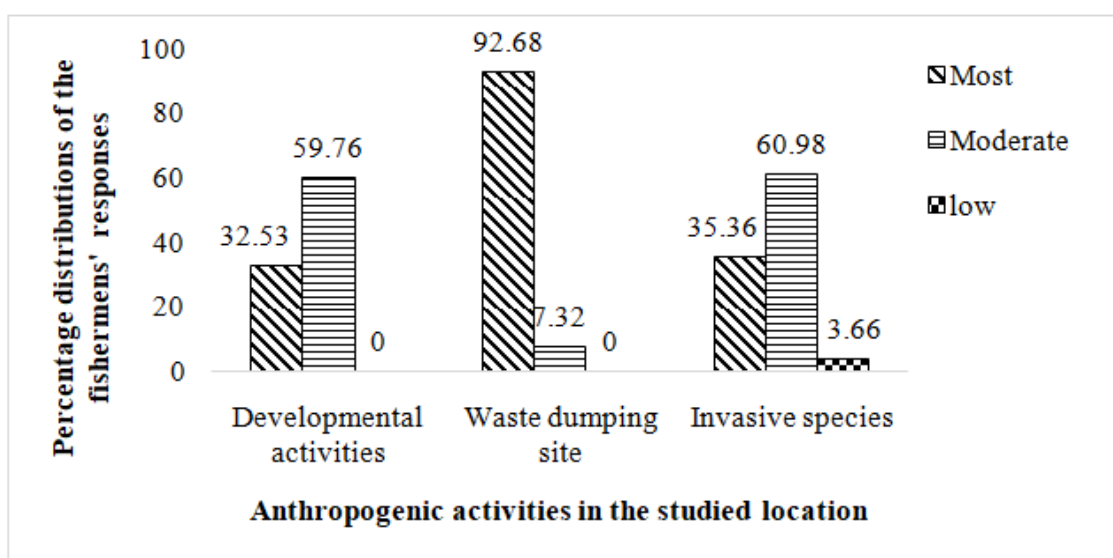 Percentage distributions of the
fishermens' responses
100
80
60
40
20
0
32.53
59.76
0
92.68
7.32
0
35.36
60.98
3.66
Most
Moderate
low
Developmental
activities
Waste dumping
site
Invasive species
Anthropogenic activities in the studied location